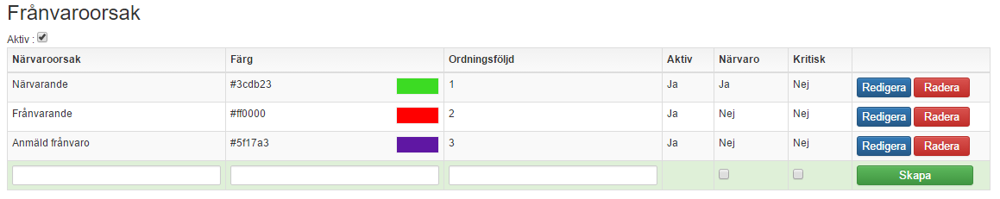 Frånvaroorsak
Aktiv :
Närvaroorsak Färg Ordningsföljd Aktiv Närvaro Kritisk
Närvarande #3cdb23 1 Ja Ja Nej Redigera Radera
Frånvarande #ff0000 2 Ja Nej Nej Redigera Radera
Anmäld frånvaro #5f17a3 3 Ja Nej Nej Redigera Radera
Skapa